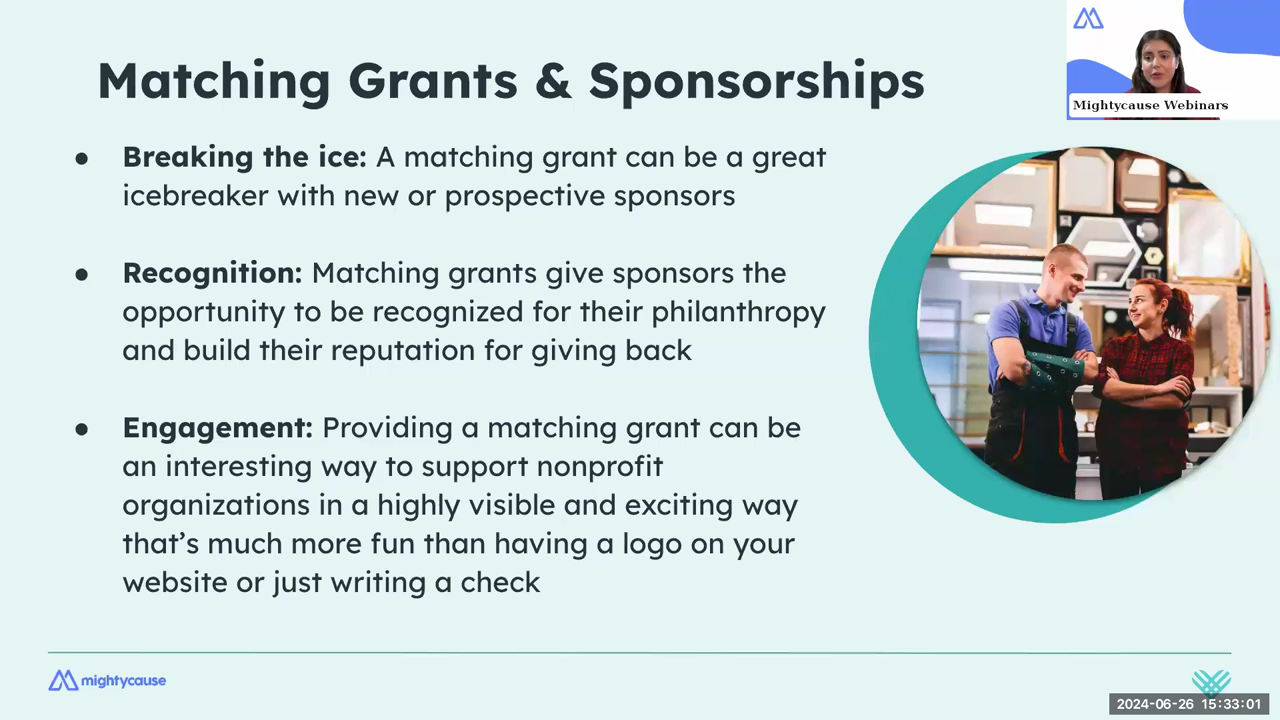 Matching Grants & Sponsorships
Mightycause Webinars
● Breaking the ice: A matching grant can be a great
icebreaker with new or prospective sponsors
● Recognition: Matching grants give sponsors the
opportunity to be recognized for their philanthropy
and build their reputation for giving back
● Engagement: Providing a matching grant can be
an interesting way to support nonprofit
organizations in a highly visible and exciting way
that's much more fun than having a logo on your
website or just writing a check
mightycause
2024-06-26 15:33:01